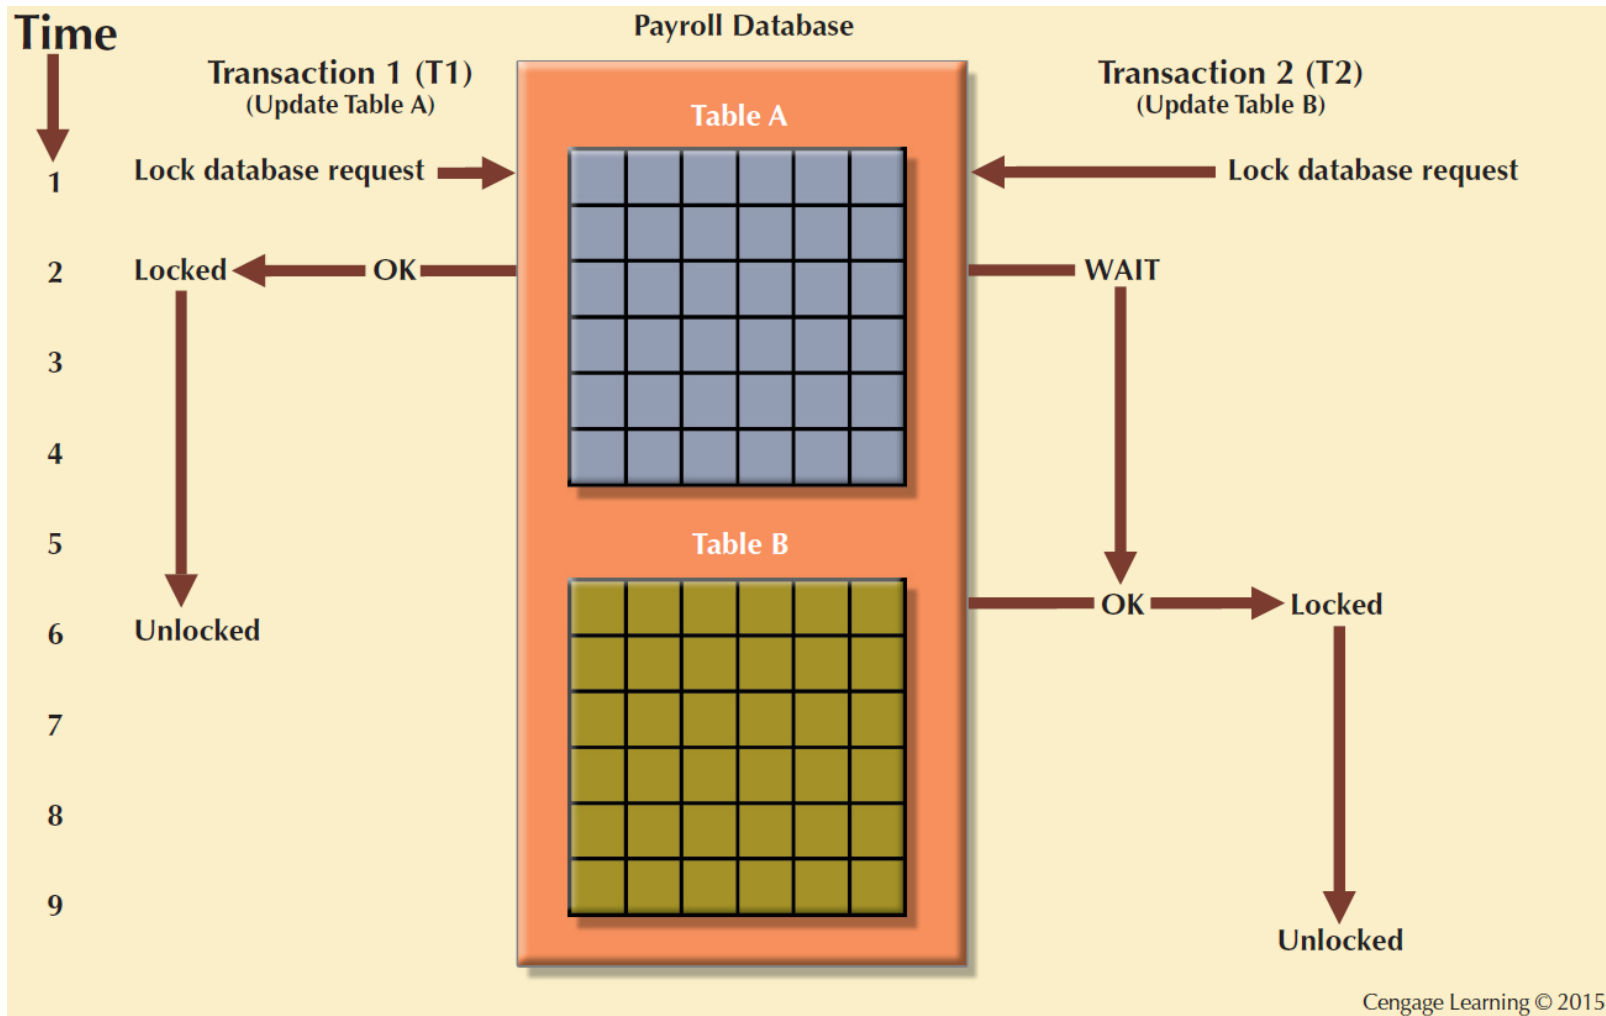 Time
Payroll Database
Transaction 1 (T1)
(Update Table A)
Transaction 2 (T2)
(Update Table B)
Table A
1
Lock database request
Lock database request
2
Locked
OK
WAIT
3
4
5
Table B
OK
Locked
6
Unlocked
7
8
9
Unlocked
Cengage Learning © 2015